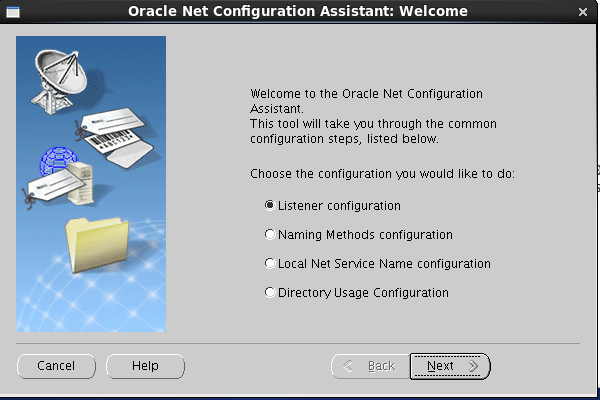 Oracle Net Configuration Assistant: Welcome
Welcome to the Oracle Net Configuration
Assistant.
This tool will take you through the common
configuration steps, listed below.
Choose the configuration you would like to do:
Listener configuration
Naming Methods configuration
Local Net Service Name configuration
Directory Usage Configuration
Cancel
Help
Back
Next